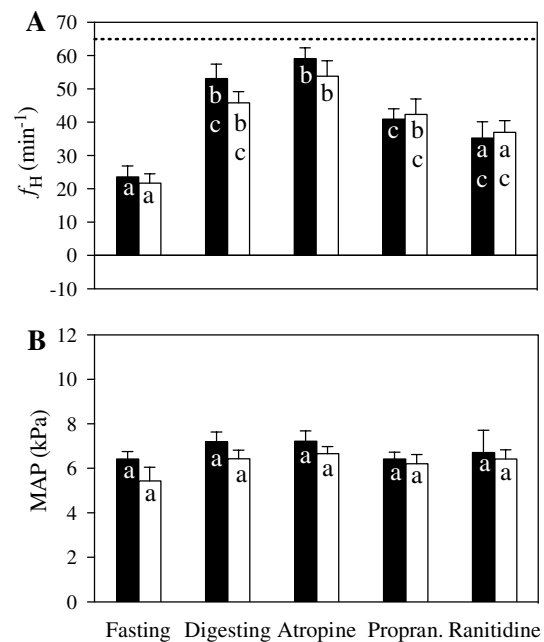 A
70
60
50
40
30
20
10
0
-10
f_H (min⁻¹)
a a b c b c b b c b c a c a c
B
12
10
8
6
4
2
0
MAP (kPa)
a a a a a a a a a a
Fasting Digesting Atropine Propran. Ranitidine